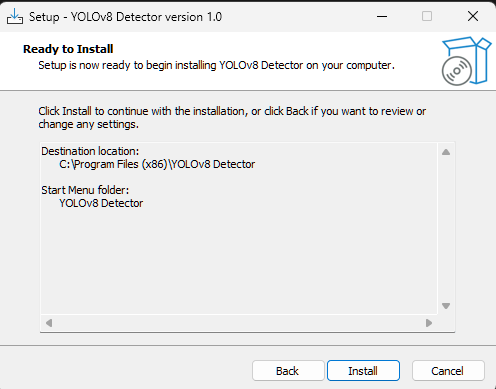 Setup - YOLOv8 Detector version 1.0
Ready to Install
Setup is now ready to begin installing YOLOv8 Detector on your computer.
Click Install to continue with the installation, or click Back if you want to review or
change any settings.
Destination location:
C:\Program Files (x86)\YOLOv8 Detector
Start Menu folder:
YOLOv8 Detector
Back
Install
Cancel